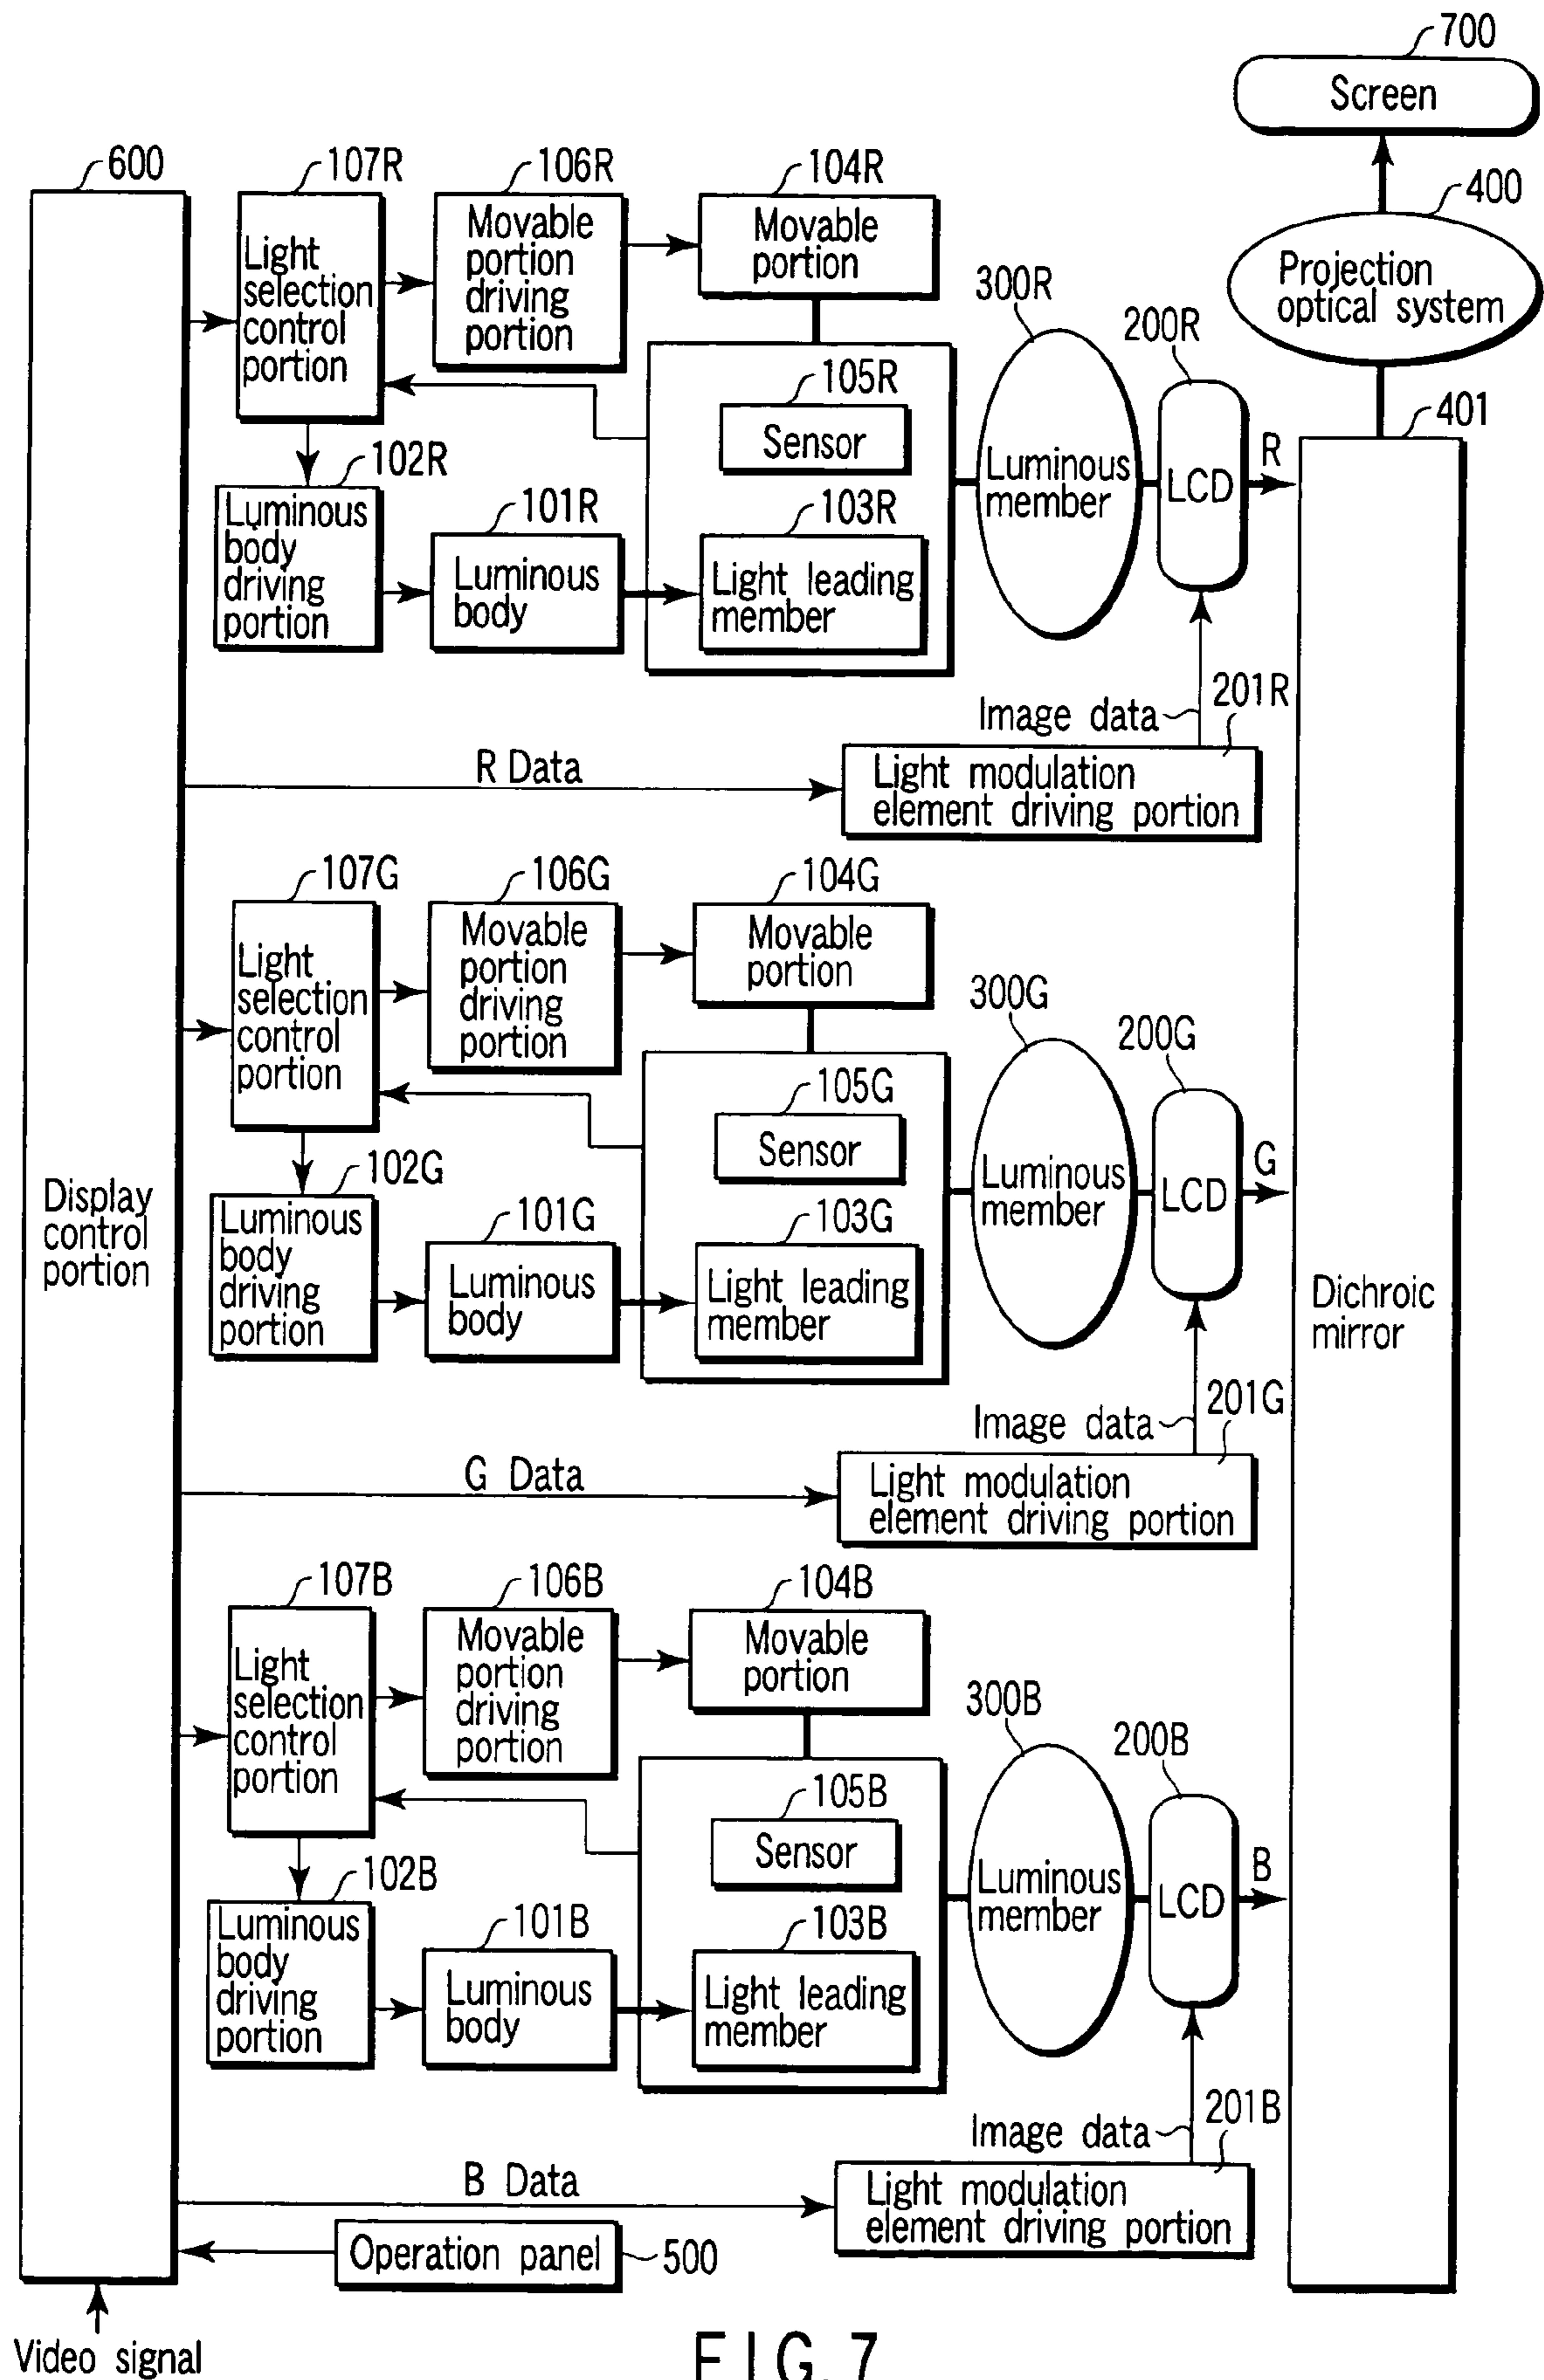 700
Screen
600
107R
106R
104R
400
Light
selection
control
portion
Movable
portion
driving
portion
Movable
portion
Projection
optical system
300R
200R
105R
Sensor
401
102R
Luminous
member
LCD
R
Luminous
body
driving
portion
101R
Luminous
body
103R
Light leading
member
Image data
201R
R Data
Light modulation
element driving portion
107G
106G
104G
Light
selection
control
portion
Movable
portion
driving
portion
Movable
portion
300G
200G
105G
Sensor
102G
Luminous
member
LCD
G
Display
control
portion
Luminous
body
driving
portion
101G
Luminous
body
103G
Light leading
member
Dichroic
mirror
Image data
201G
G Data
Light modulation
element driving portion
107B
106B
104B
Light
selection
control
portion
Movable
portion
driving
portion
Movable
portion
300B
200B
105B
Sensor
102B
Luminous
member
LCD
B
Luminous
body
driving
portion
101B
Luminous
body
103B
Light leading
member
Image data
201B
B Data
Light modulation
element driving portion
Operation panel
500
Video signal
FIG. 7